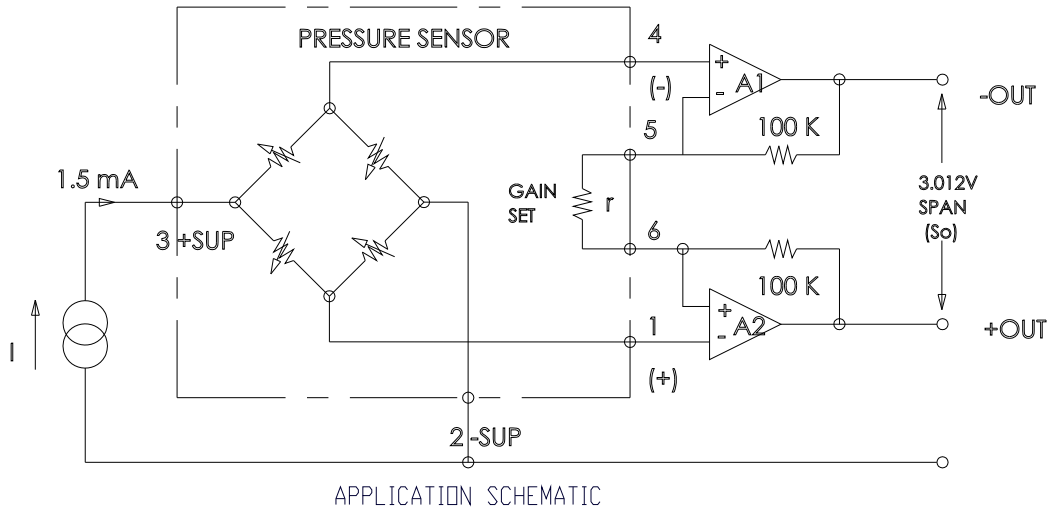 PRESSURE SENSOR
4
(-)
+
-
A1
-OUT
5
100 K
1.5 mA
GAIN
SET
r
3.012V
SPAN
(So)
3 +SUP
6
100 K
I
1
(+)
+
-
A2
+OUT
2 -SUP
APPLICATION SCHEMATIC